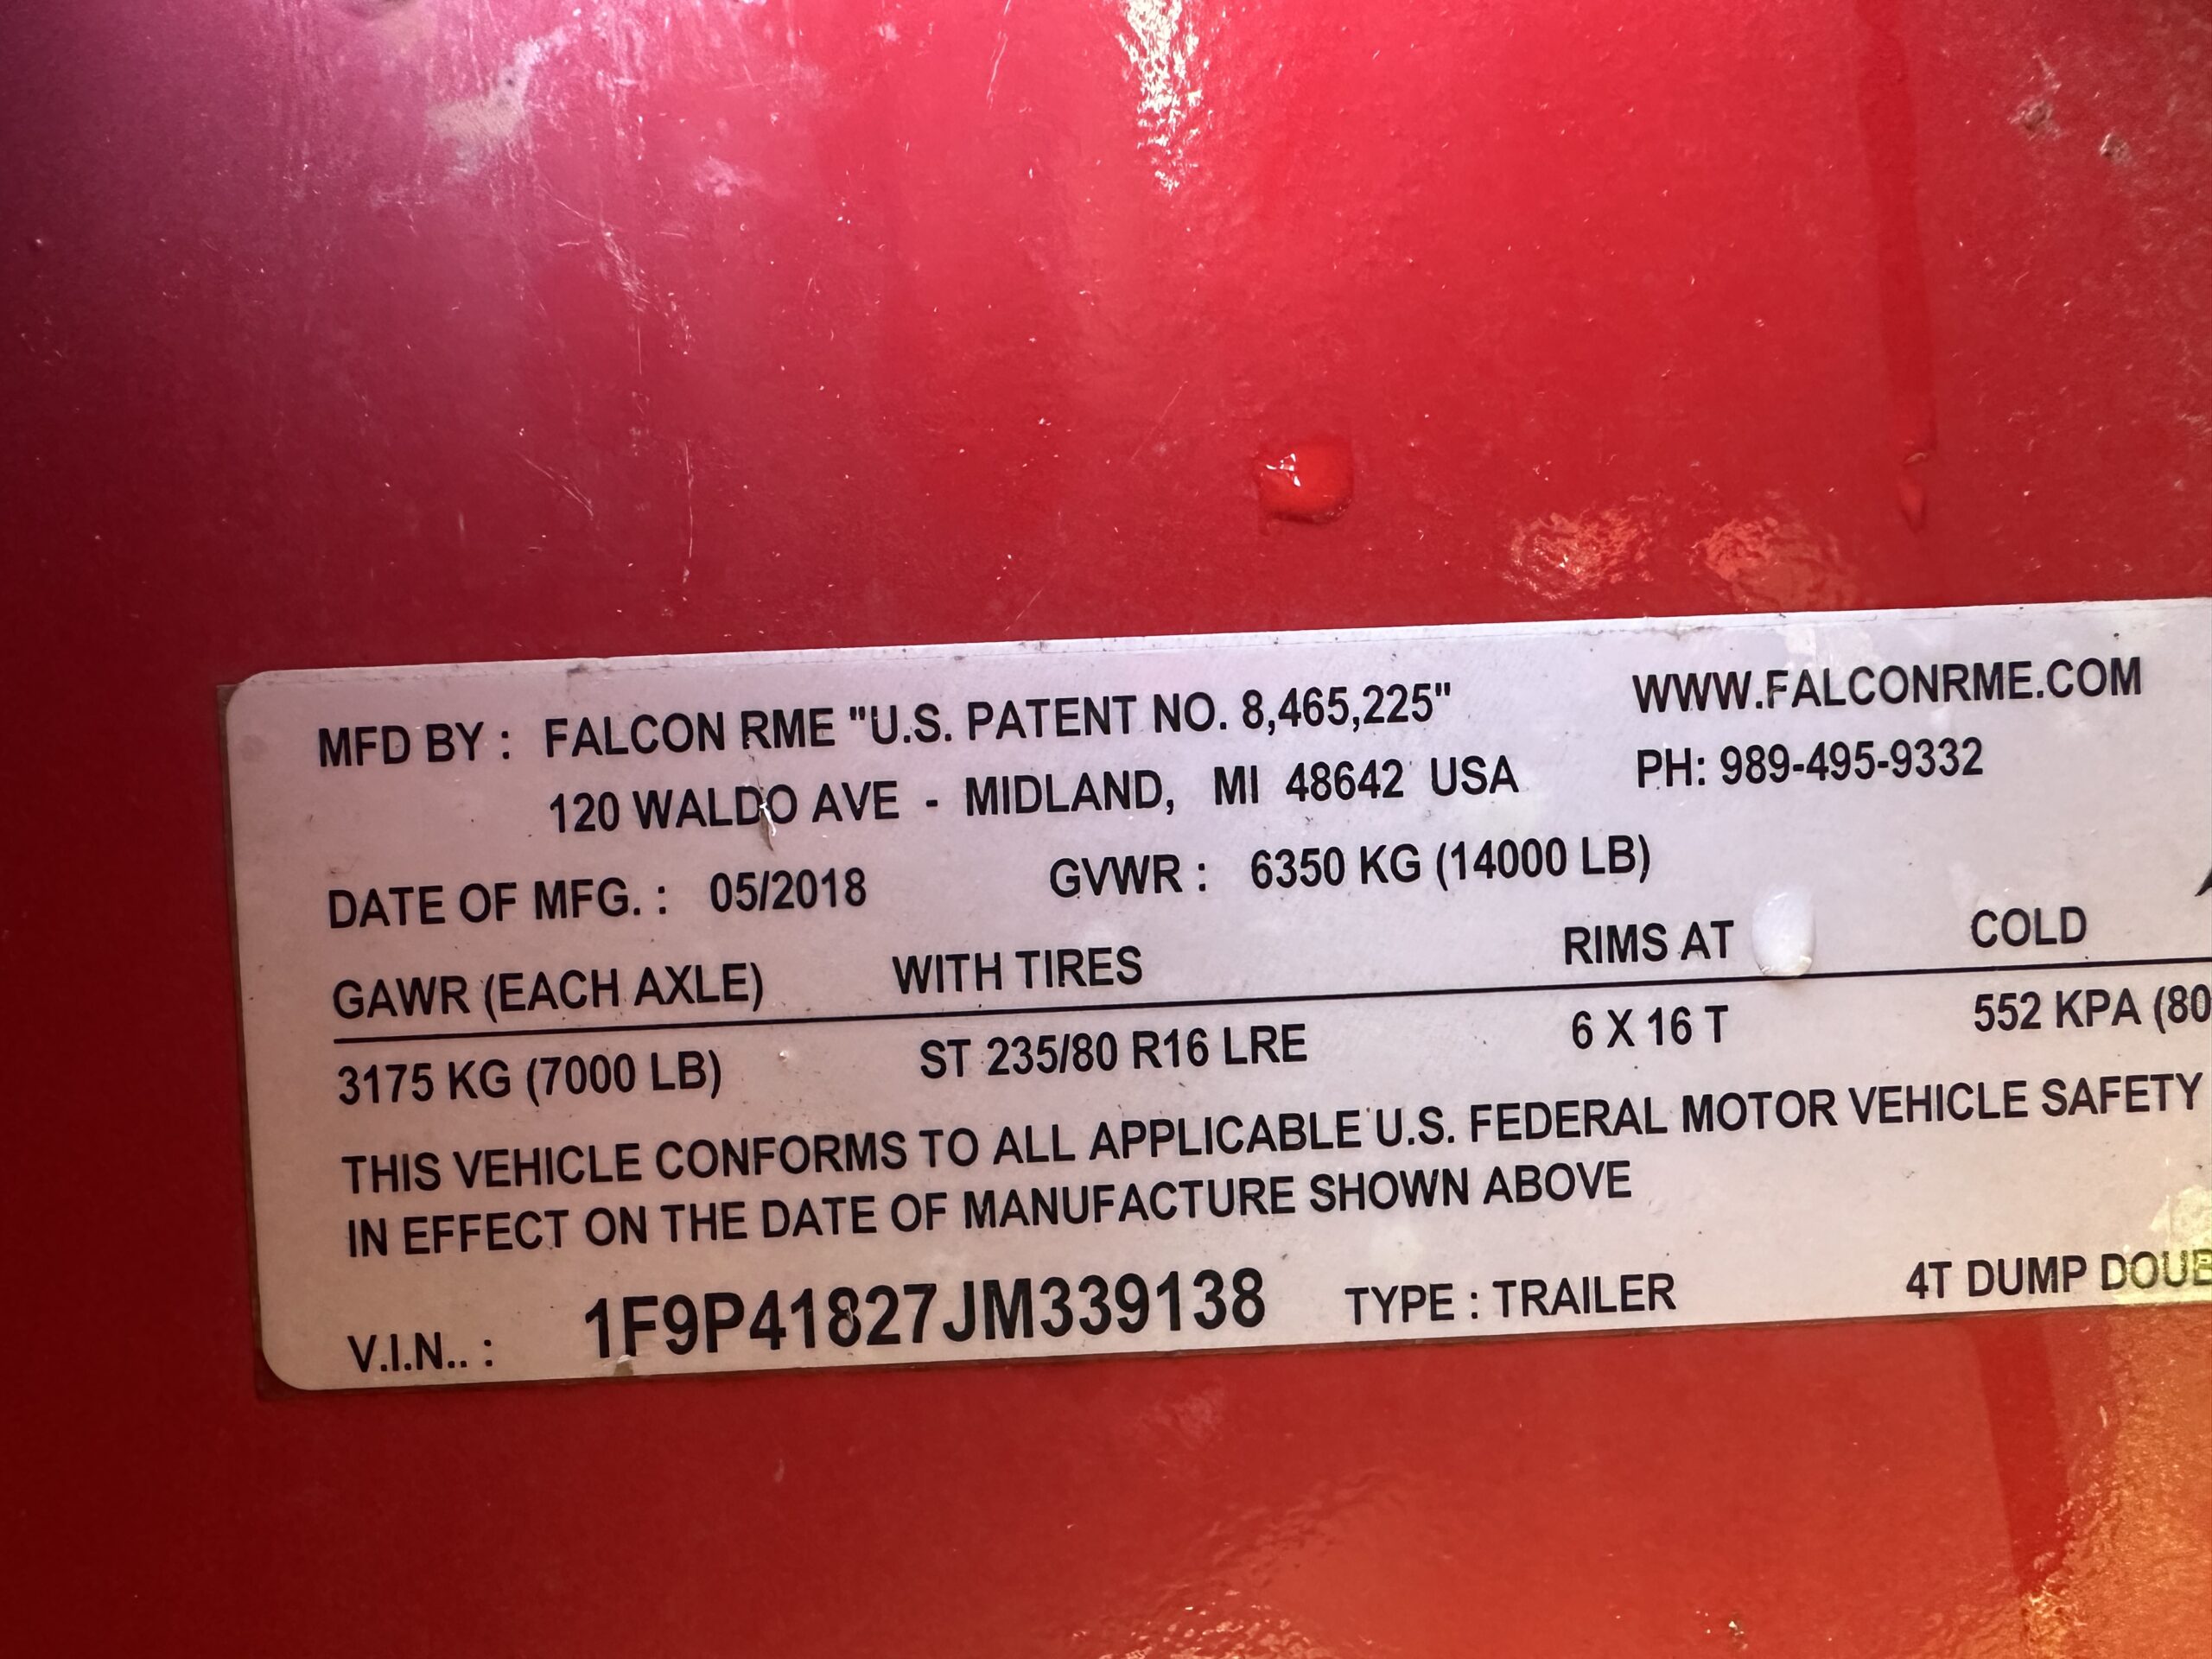 MFD BY : FALCON RME "U.S. PATENT NO. 8,465,225" WWW.FALCONRME.COM
120 WALDO AVE - MIDLAND, MI 48642 USA PH: 989-495-9332
DATE OF MFG. : 05/2018 GVWR : 6350 KG (14000 LB)
GAWR (EACH AXLE) WITH TIRES RIMS AT COLD
3175 KG (7000 LB) ST 235/80 R16 LRE 6 X 16 T 552 KPA (80
THIS VEHICLE CONFORMS TO ALL APPLICABLE U.S. FEDERAL MOTOR VEHICLE SAFETY
IN EFFECT ON THE DATE OF MANUFACTURE SHOWN ABOVE
V.I.N.. : 1F9P41827JM339138 TYPE : TRAILER 4T DUMP DOUB